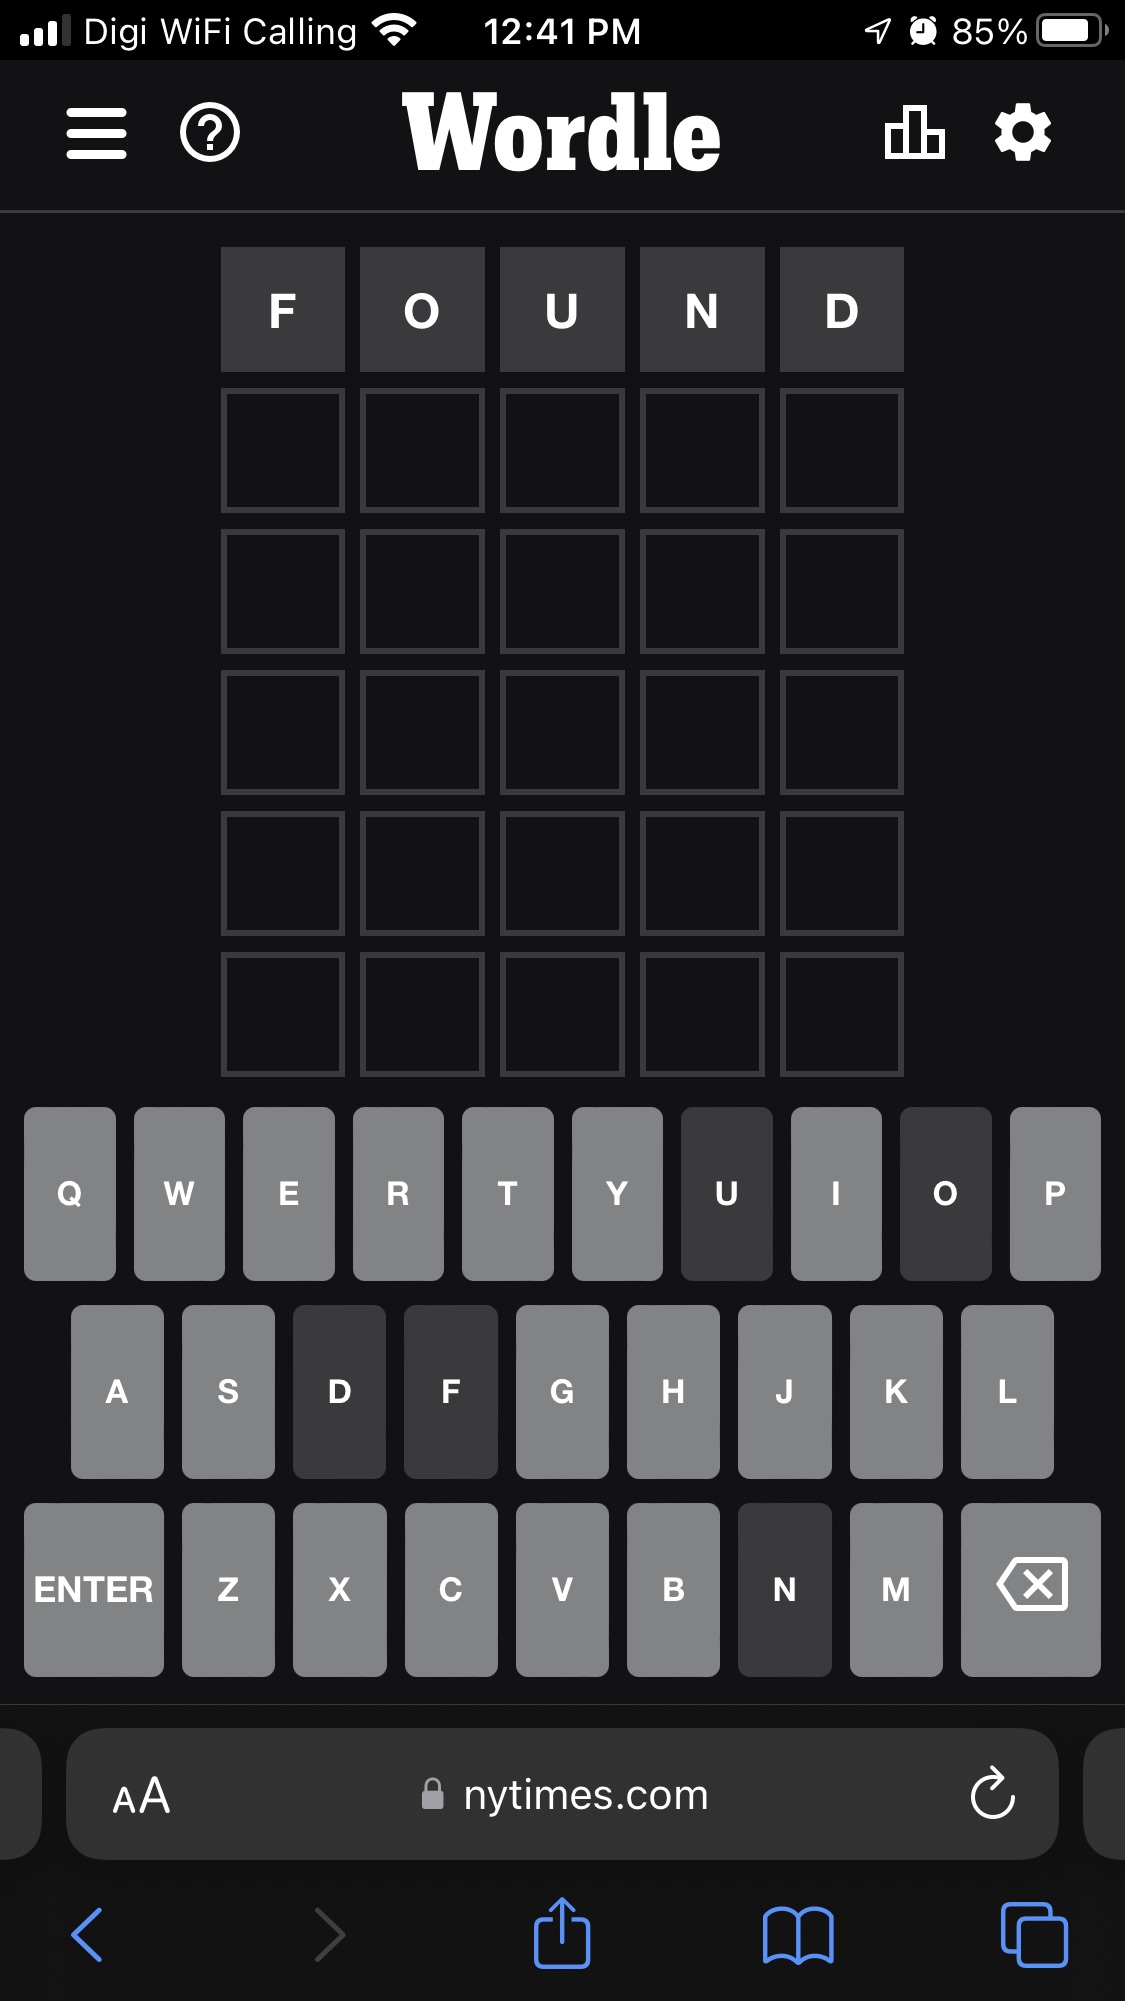 Digi WiFi Calling 12:41 PM 85%
Wordle
F O U N D
Q W E R T Y U I O P
A S D F G H J K L
ENTER Z X C V B N M
AA nytimes.com